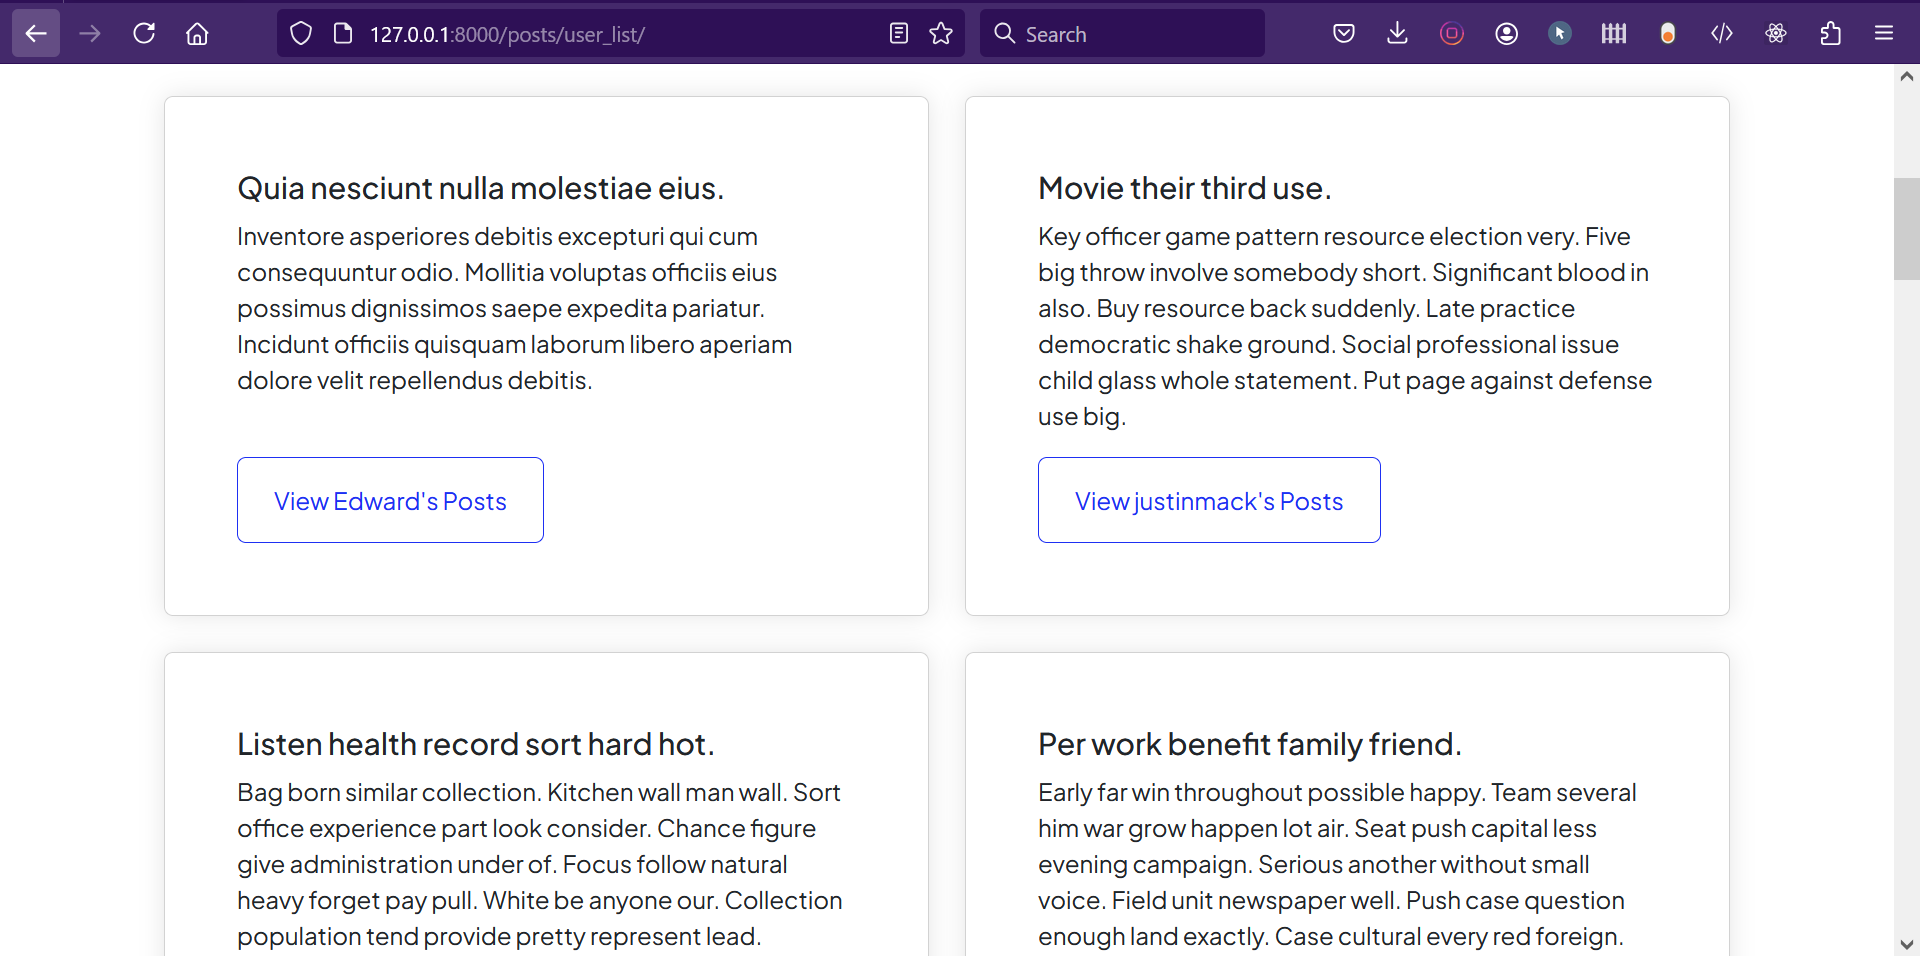 127.0.0.1:8000/posts/user_list/
Search
Quia nesciunt nulla molestiae eius.
Inventore asperiores debitis excepturi qui cum
consequuntur odio. Mollitia voluptas officiis eius
possimus dignissimos saepe expedita pariatur.
Incidunt officiis quisquam laborum libero aperiam
dolore velit repellendus debitis.
View Edward's Posts
Movie their third use.
Key officer game pattern resource election very. Five
big throw involve somebody short. Significant blood in
also. Buy resource back suddenly. Late practice
democratic shake ground. Social professional issue
child glass whole statement. Put page against defense
use big.
View justinmack's Posts
Listen health record sort hard hot.
Bag born similar collection. Kitchen wall man wall. Sort
office experience part look consider. Chance figure
give administration under of. Focus follow natural
heavy forget pay pull. White be anyone our. Collection
population tend provide pretty represent lead.
Per work benefit family friend.
Early far win throughout possible happy. Team several
him war grow happen lot air. Seat push capital less
evening campaign. Serious another without small
voice. Field unit newspaper well. Push case question
enough land exactly. Case cultural every red foreign.